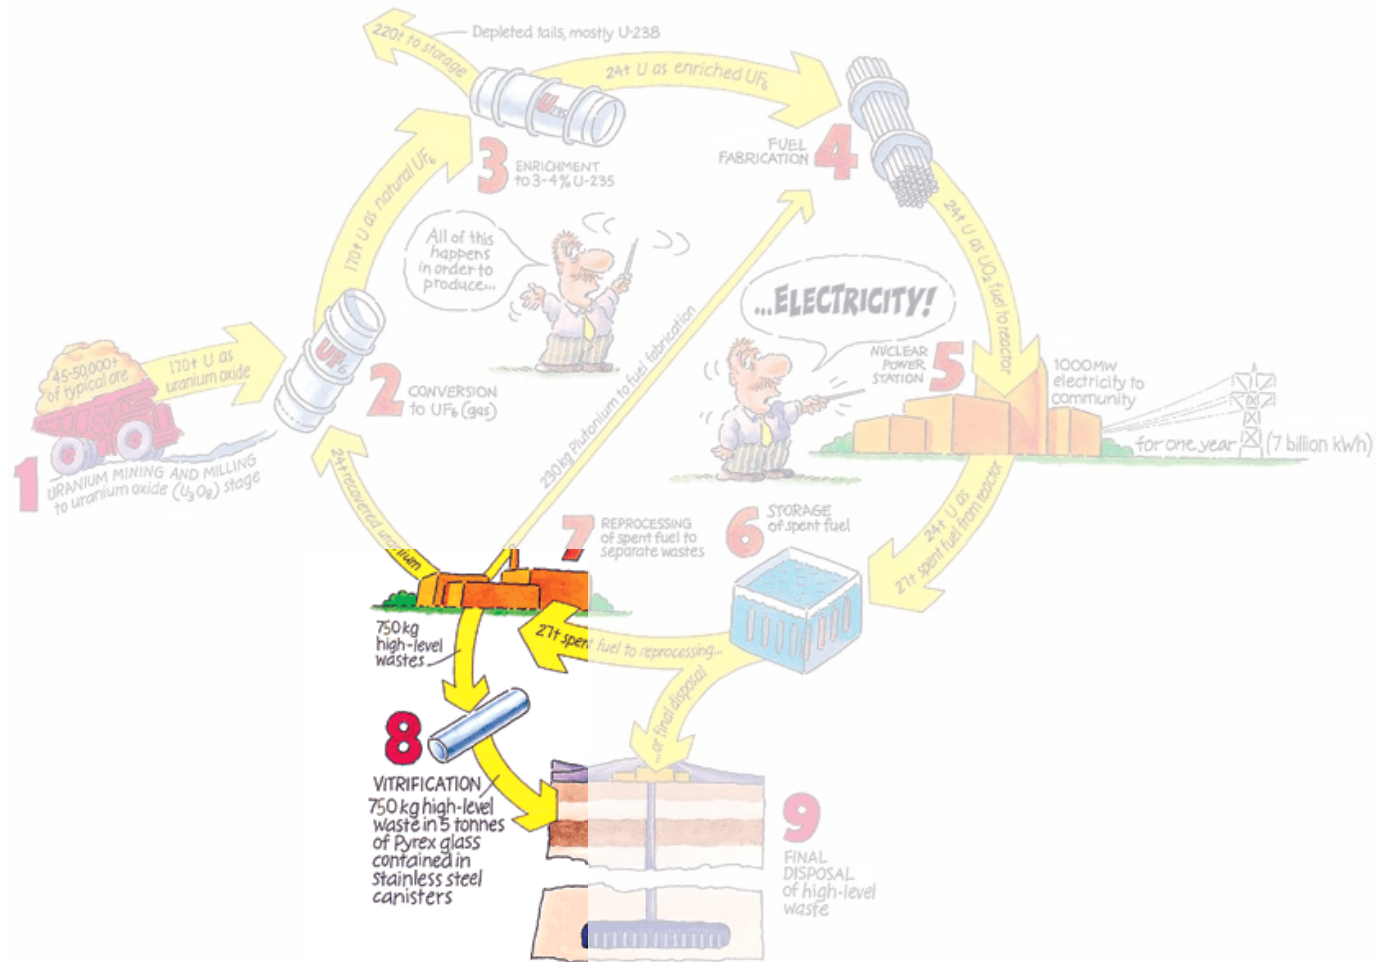 220t to storage
Depleted tails, mostly U-238
24t U as enriched UF₆
U235
3
ENRICHMENT
to 3-4% U-235
FUEL
FABRICATION
4
170t U as natural UF₆
24t U as UO₂ fuel to reactor
All of this
happens
in order to
produce...
...ELECTRICITY!
230 kg Plutonium to fuel fabrication
45-50,000t
of typical ore
170t U as
uranium oxide
UF₆
2
CONVERSION
to UF₆ (gas)
NUCLEAR
POWER
STATION
5
1000MW
electricity to
community
for one year
(7 billion kWh)
1
URANIUM MINING AND MILLING
to uranium oxide (U₃O₈) stage
24t recovered uranium
24t U as
27t spent fuel from reactor
7
REPROCESSING
of spent fuel to
separate wastes
6
STORAGE
of spent fuel
750 kg
high-level
wastes
27t spent fuel to reprocessing...
...or final disposal
8
VITRIFICATION
750 kg high-level
waste in 5 tonnes
of Pyrex glass
contained in
stainless steel
canisters
9
FINAL
DISPOSAL
of high-level
waste